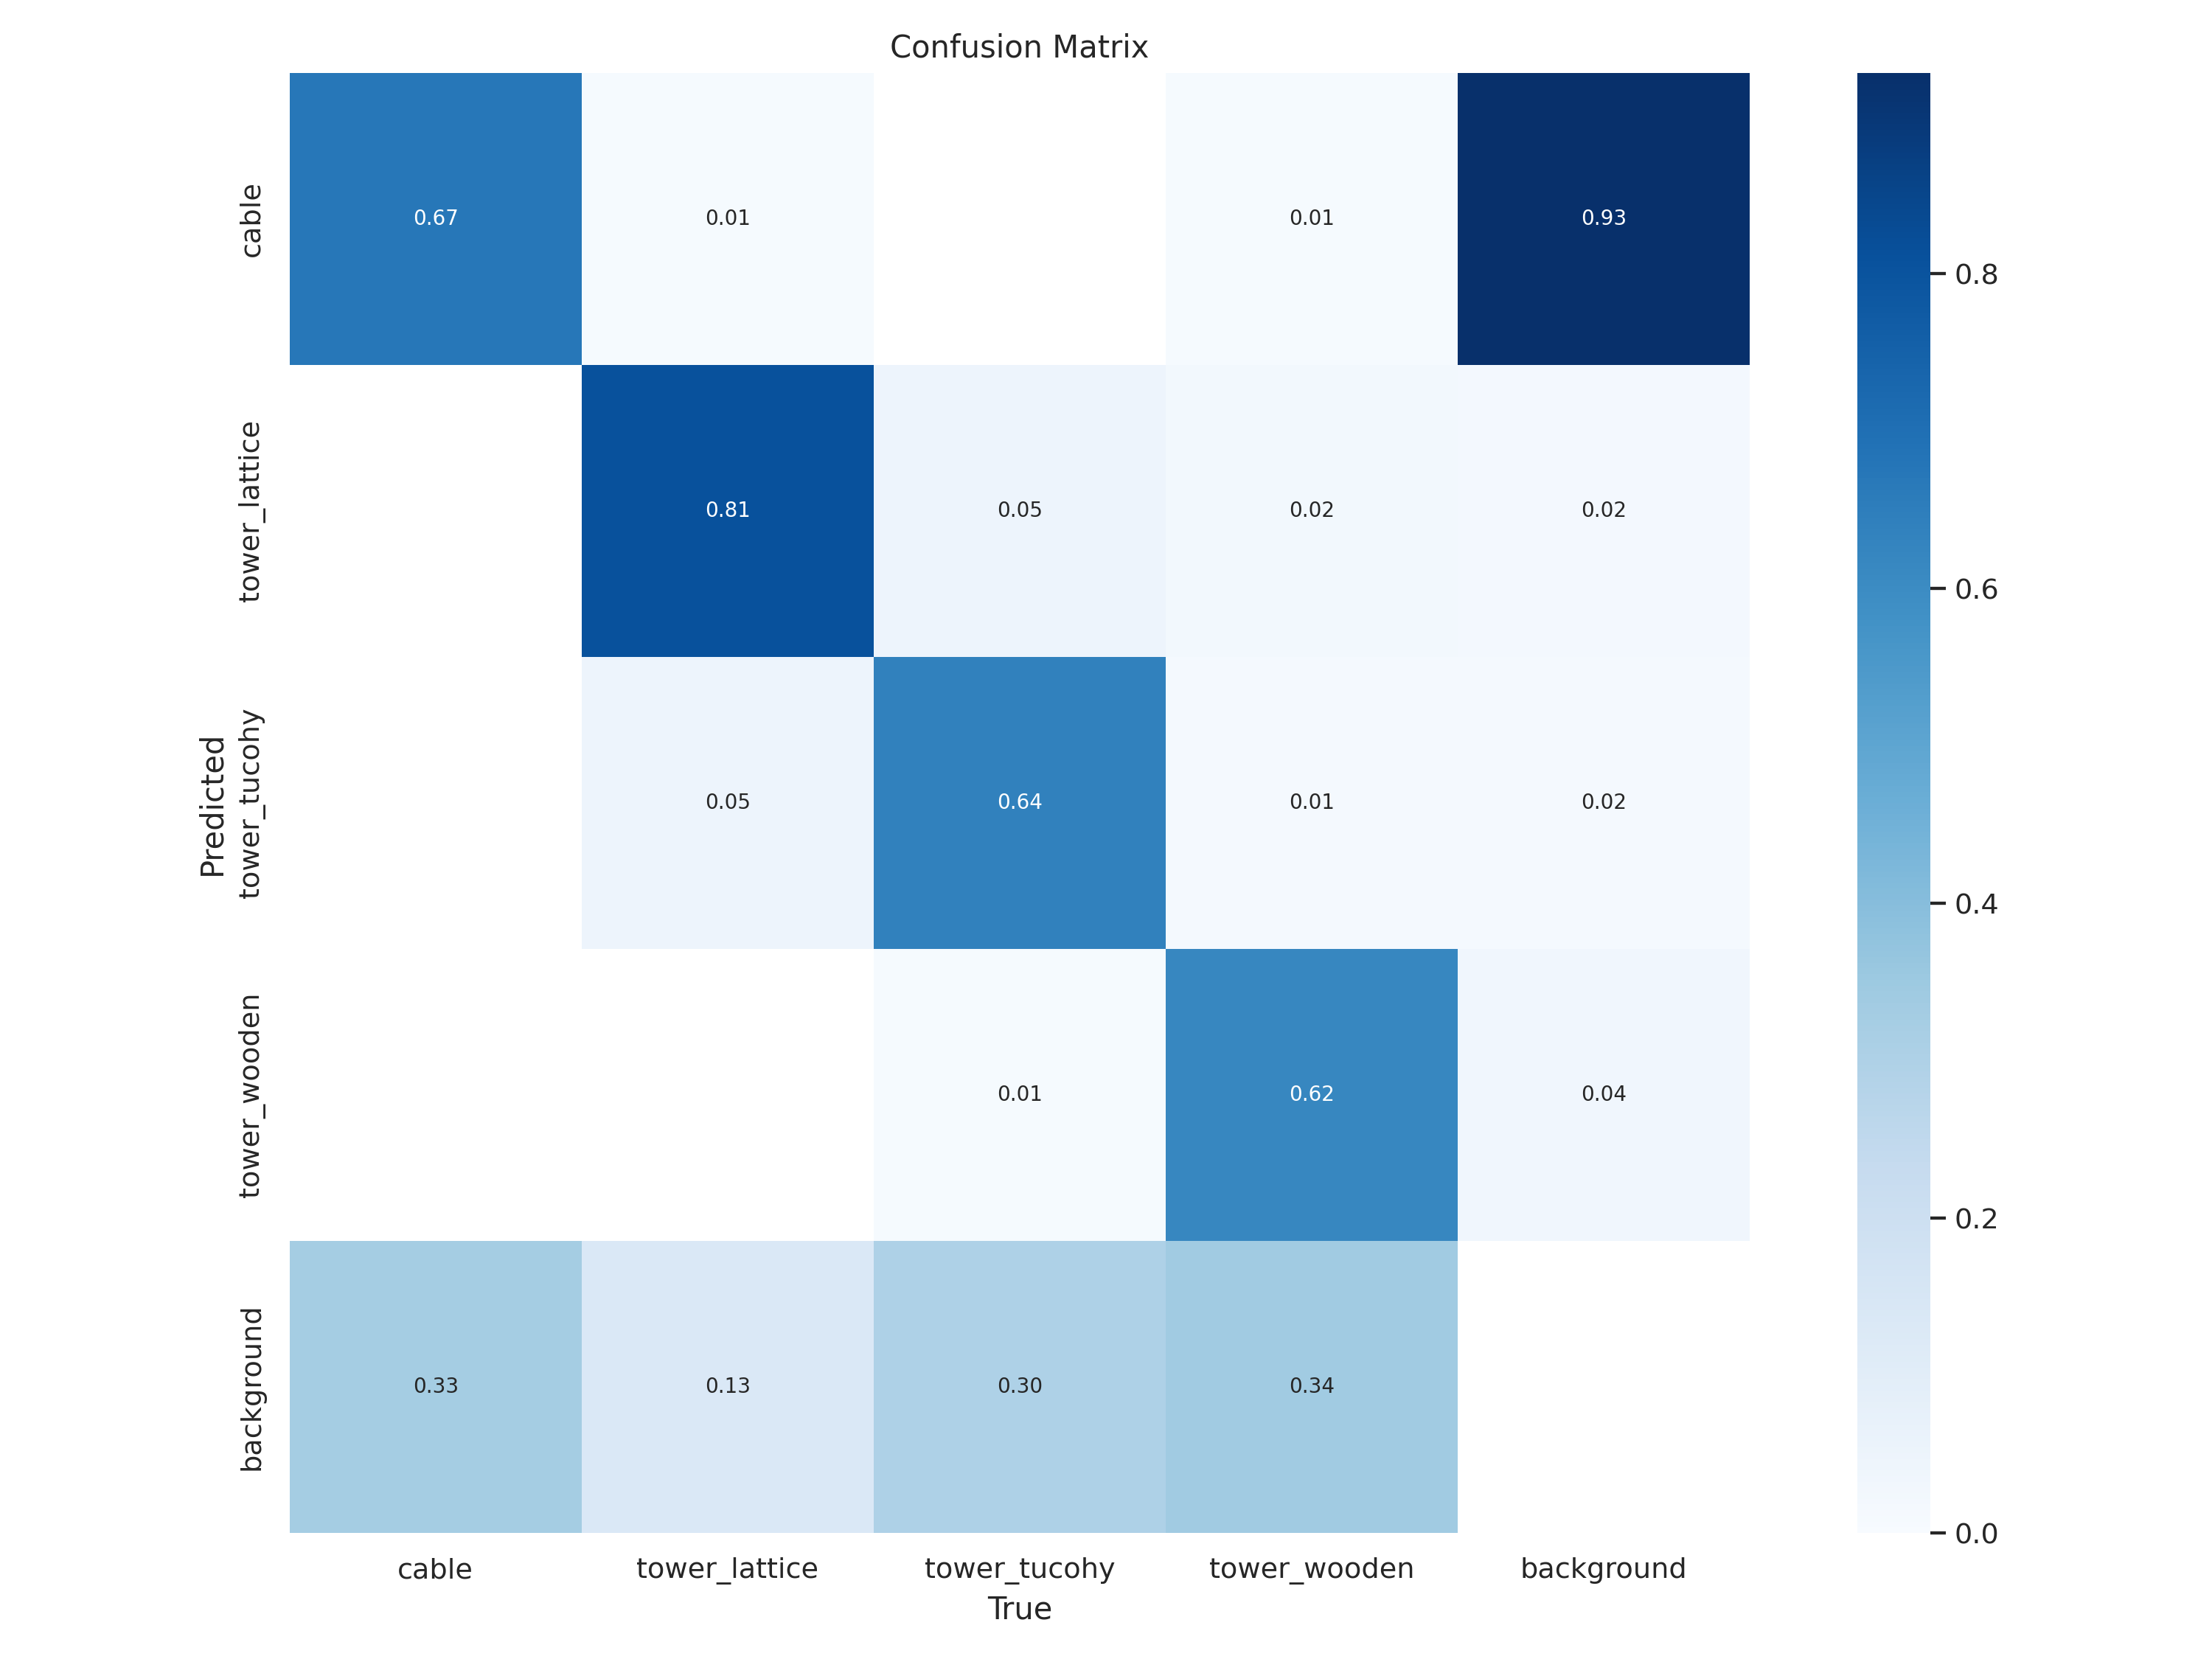 Confusion Matrix
Predicted
cable
0.67 0.01 0.01 0.93
tower_lattice
0.81 0.05 0.02 0.02
tower_tucohy
0.05 0.64 0.01 0.02
tower_wooden
0.01 0.62 0.04
background
0.33 0.13 0.30 0.34
cable tower_lattice tower_tucohy tower_wooden background
True
0.8
0.6
0.4
0.2
0.0